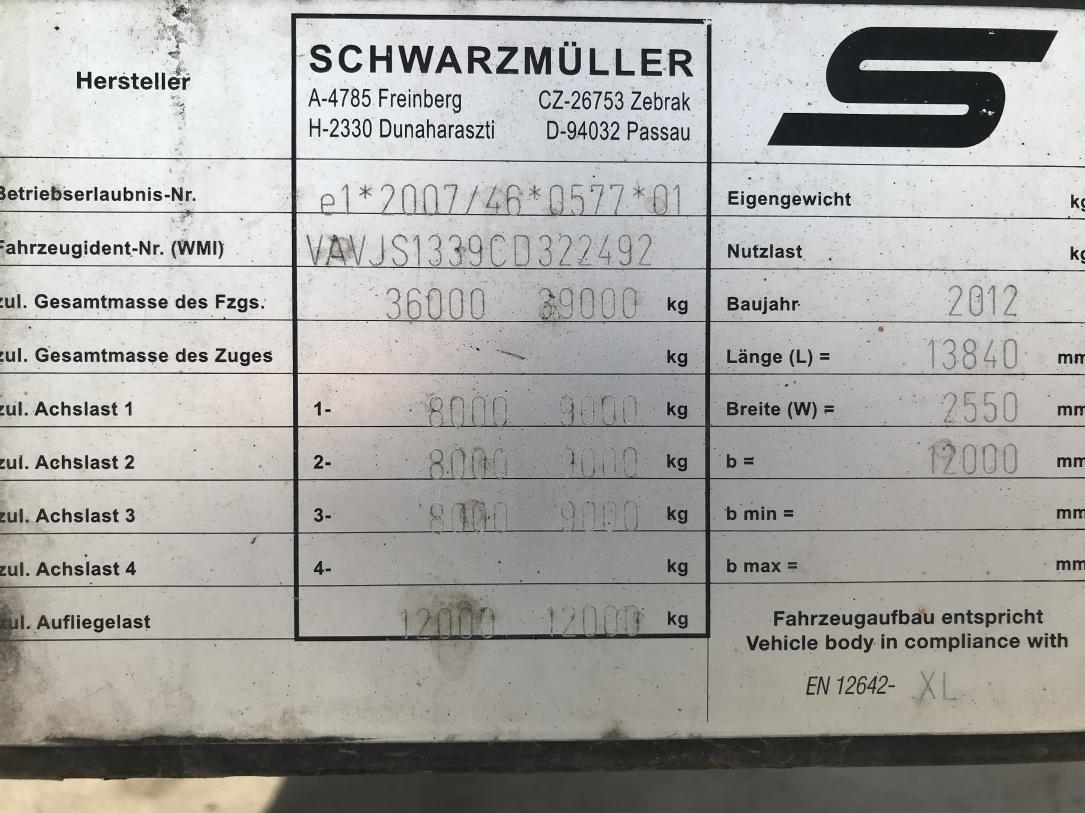 Hersteller
SCHWARZMÜLLER
A-4785 Freinberg CZ-26753 Zebrak
H-2330 Dunaharaszti D-94032 Passau
Betriebserlaubnis-Nr. e1*2007/46*0577*01
Fahrzeugident-Nr. (WMI) VAVJS1339CD322492
zul. Gesamtmasse des Fzgs. 36000 39000 kg
zul. Gesamtmasse des Zuges kg
zul. Achslast 1 1- 8000 9000 kg
zul. Achslast 2 2- 8000 9000 kg
zul. Achslast 3 3- 8000 9000 kg
zul. Achslast 4 4- kg
zul. Aufliegelast 12000 12000 kg
Eigengewicht kg
Nutzlast kg
Baujahr 2012
Länge (L) = 13840 mm
Breite (W) = 2550 mm
b = 12000 mm
b min = mm
b max = mm
Fahrzeugaufbau entspricht
Vehicle body in compliance with
EN 12642- XL